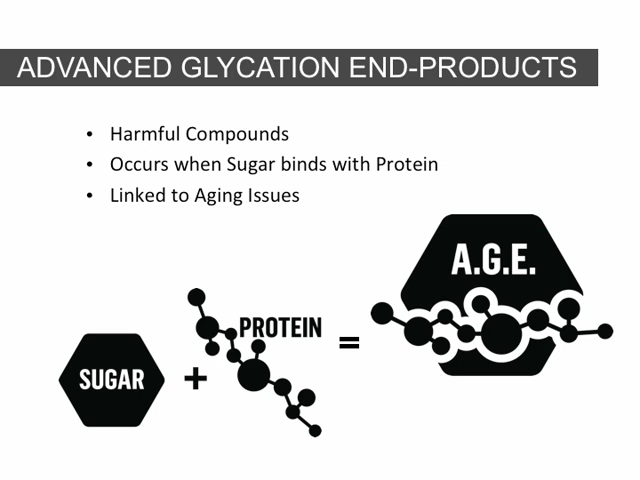 ADVANCED GLYCATION END-PRODUCTS
• Harmful Compounds
• Occurs when Sugar binds with Protein
• Linked to Aging Issues
A.G.E.
PROTEIN
=
SUGAR
+